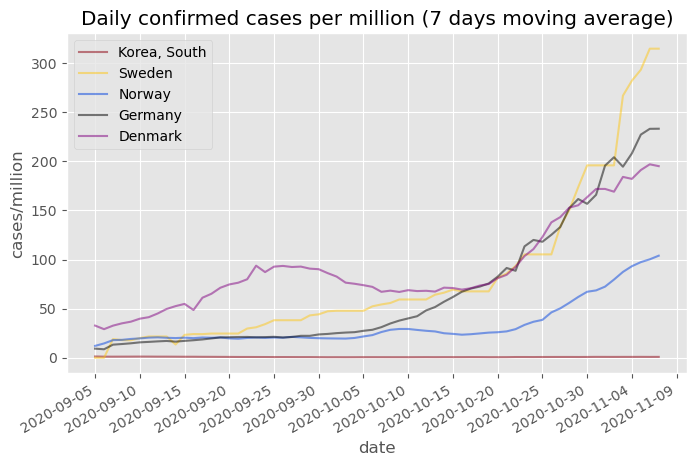 Daily confirmed cases per million (7 days moving average)
Korea, South
Sweden
Norway
Germany
Denmark
300
250
200
150
100
50
0
cases/million
2020-09-05
2020-09-10
2020-09-15
2020-09-20
2020-09-25
2020-09-30
2020-10-05
2020-10-10
2020-10-15
2020-10-20
2020-10-25
2020-10-30
2020-11-04
2020-11-09
date